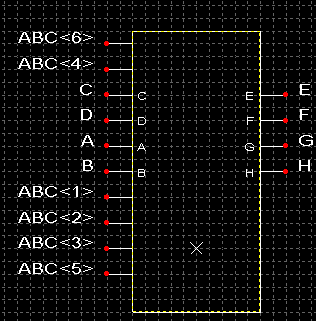 ABC<6>
ABC<4>
C C E E
D D F F
A A G G
B B H H
ABC<1>
ABC<2>
ABC<3>
ABC<5>